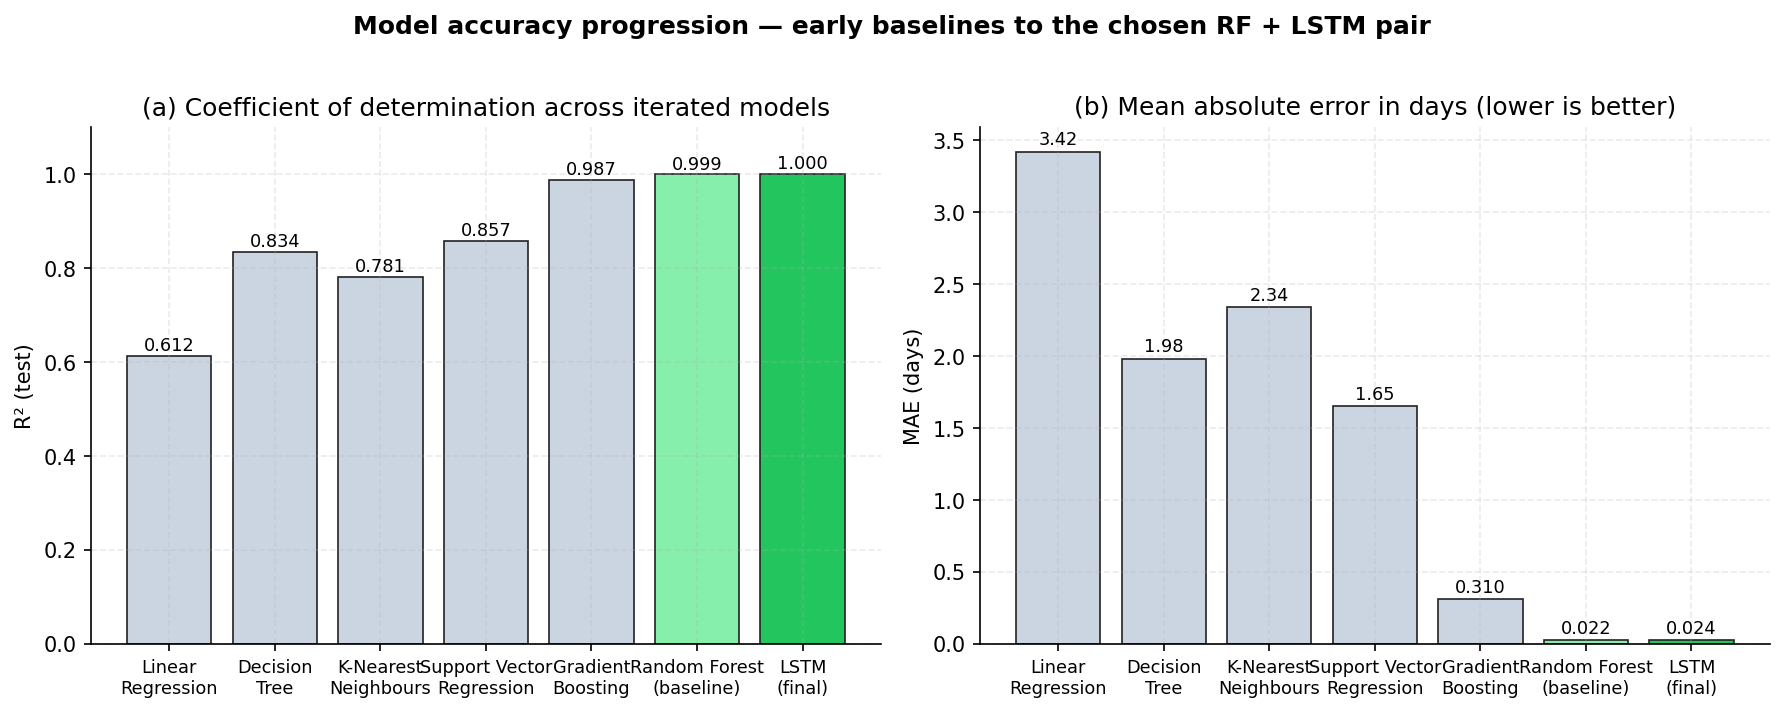 Model accuracy progression — early baselines to the chosen RF + LSTM pair
(a) Coefficient of determination across iterated models
R² (test)
1.0
0.8
0.6
0.4
0.2
0.0
0.612
0.834
0.781
0.857
0.987
0.999
1.000
Linear
Regression
Decision
Tree
K-Nearest
Neighbours
Support Vector
Regression
Gradient
Boosting
Random Forest
(baseline)
LSTM
(final)
(b) Mean absolute error in days (lower is better)
MAE (days)
3.5
3.0
2.5
2.0
1.5
1.0
0.5
0.0
3.42
1.98
2.34
1.65
0.310
0.022
0.024
Linear
Regression
Decision
Tree
K-Nearest
Neighbours
Support Vector
Regression
Gradient
Boosting
Random Forest
(baseline)
LSTM
(final)